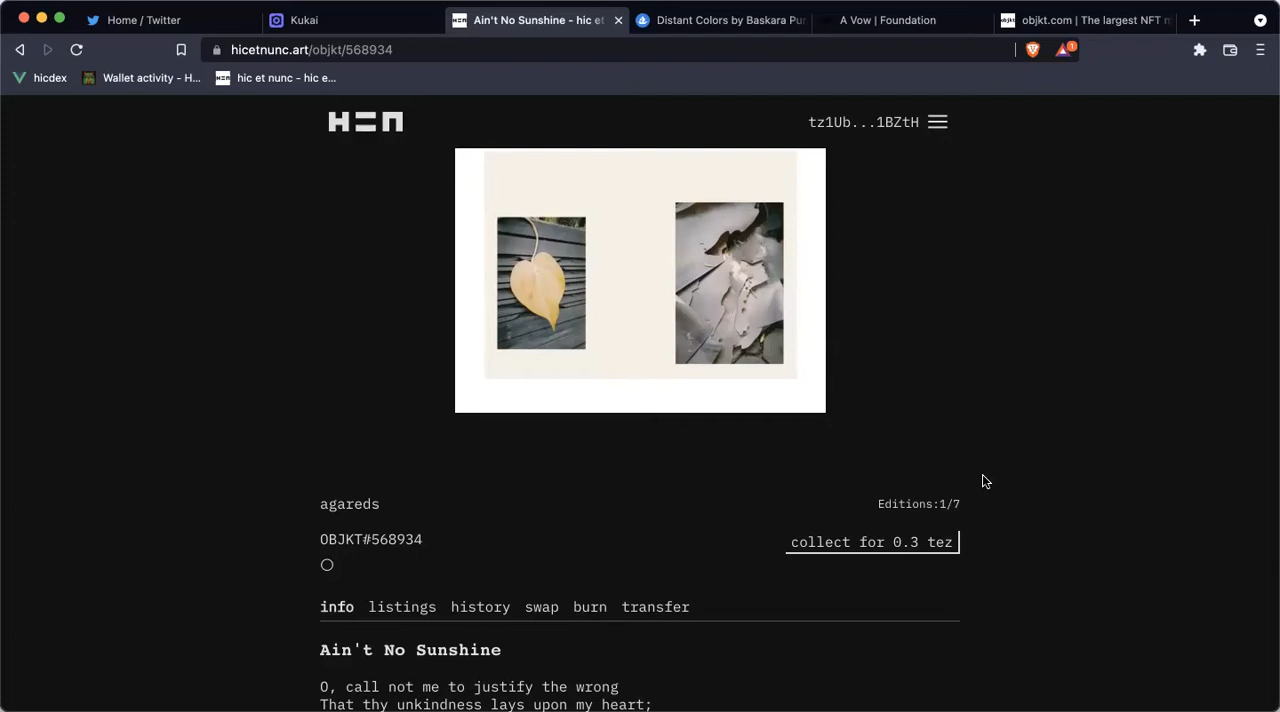 Home / Twitter
Kukai
Ain't No Sunshine - hic et
Distant Colors by Baskara Pur
A Vow | Foundation
objkt.com | The largest NFT m
hicetnunc.art/objkt/568934
1
hicdex
Wallet activity - H...
hic et nunc - hic e...
H=N
tz1Ub...1BZtH
agareds
Editions:1/7
OBJKT#568934
collect for 0.3 tez
info listings history swap burn transfer
Ain't No Sunshine
O, call not me to justify the wrong
That thy unkindness lays upon my heart;